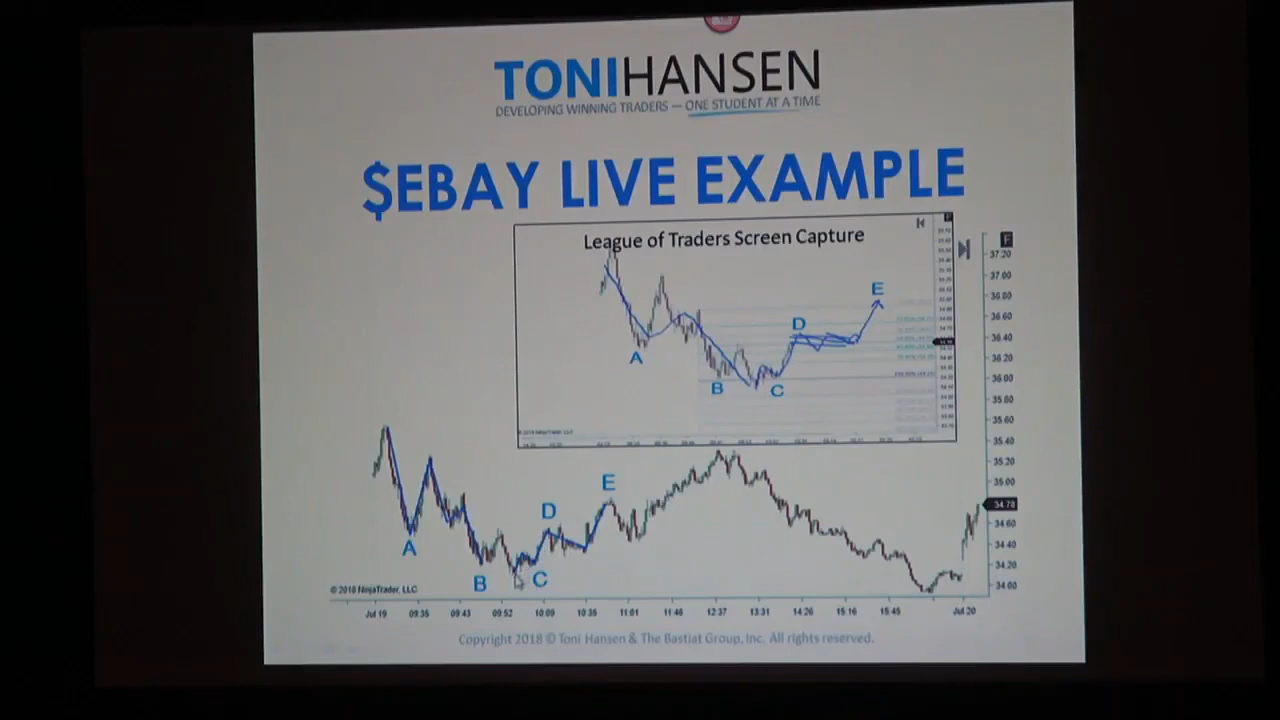 TONIHANSEN
DEVELOPING WINNING TRADERS — ONE STUDENT AT A TIME
$EBAY LIVE EXAMPLE
League of Traders Screen Capture
F
A
B
C
D
E
37.20
37.00
36.80
36.60
36.40
36.20
36.00
35.80
35.60
35.40
35.20
35.00
34.78
34.60
34.40
34.20
34.00
A
B
C
D
E
© 2018 NinjaTrader, LLC
Jul 19 09:35 09:43 09:52 10:09 10:35 11:01 11:46 12:37 13:31 14:26 15:16 15:45 Jul 20
Copyright 2018 © Toni Hansen & The Bastiat Group, Inc. All rights reserved.